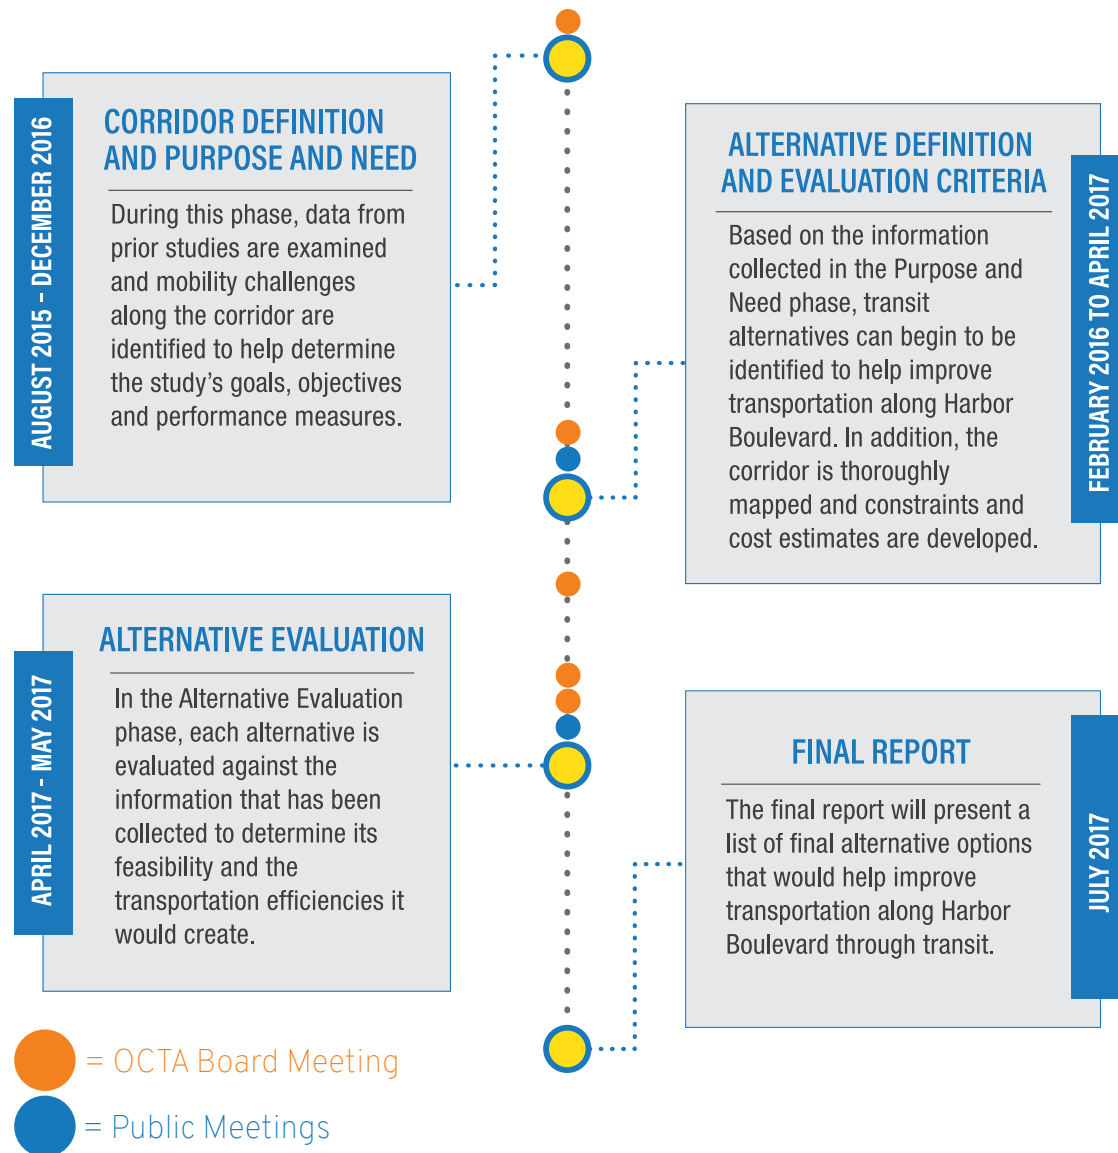 AUGUST 2015 - DECEMBER 2016
CORRIDOR DEFINITION
AND PURPOSE AND NEED
During this phase, data from
prior studies are examined
and mobility challenges
along the corridor are
identified to help determine
the study's goals, objectives
and performance measures.
ALTERNATIVE DEFINITION
AND EVALUATION CRITERIA
Based on the information
collected in the Purpose and
Need phase, transit
alternatives can begin to be
identified to help improve
transportation along Harbor
Boulevard. In addition, the
corridor is thoroughly
mapped and constraints and
cost estimates are developed.
FEBRUARY 2016 TO APRIL 2017
APRIL 2017 - MAY 2017
ALTERNATIVE EVALUATION
In the Alternative Evaluation
phase, each alternative is
evaluated against the
information that has been
collected to determine its
feasibility and the
transportation efficiencies it
would create.
FINAL REPORT
The final report will present a
list of final alternative options
that would help improve
transportation along Harbor
Boulevard through transit.
JULY 2017
= OCTA Board Meeting
= Public Meetings